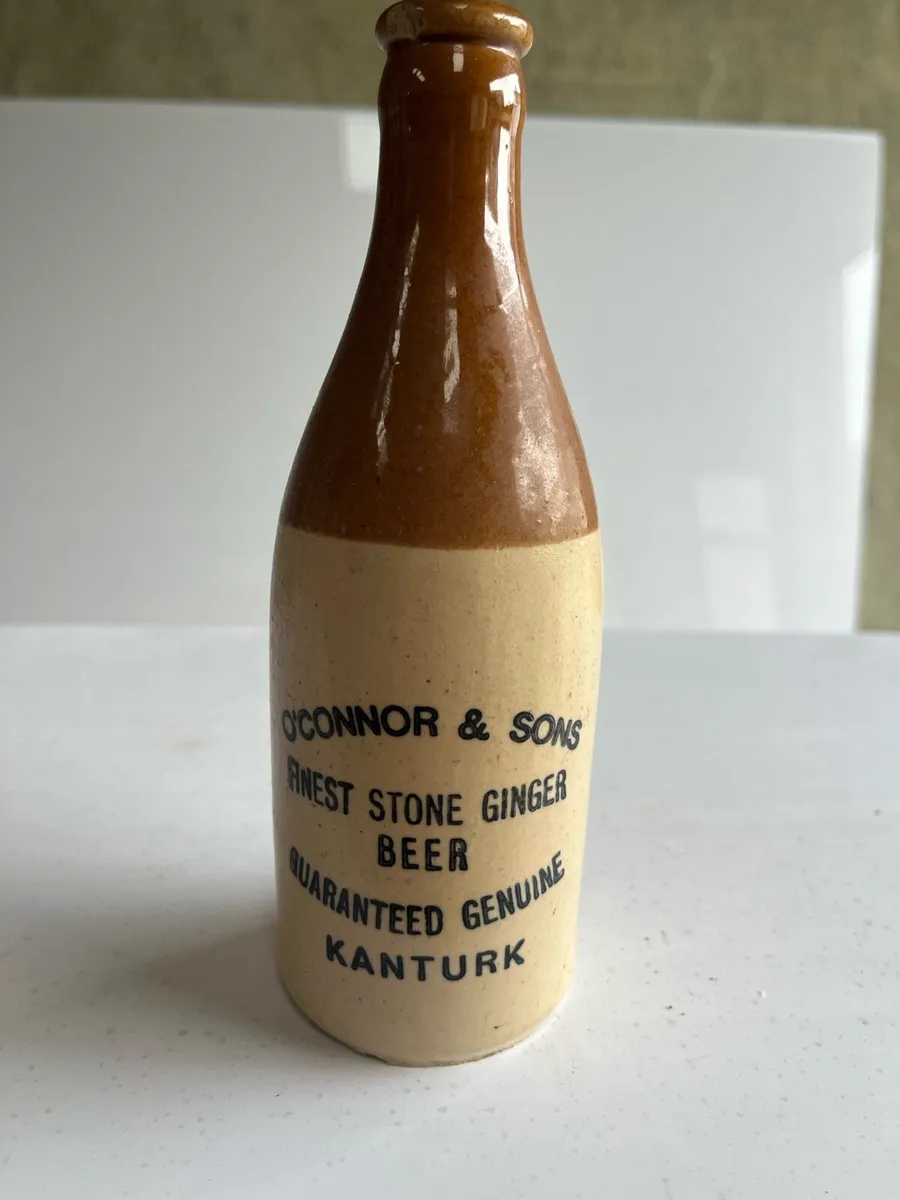 O'CONNOR & SONS
FINEST STONE GINGER
BEER
GUARANTEED GENUINE
KANTURK